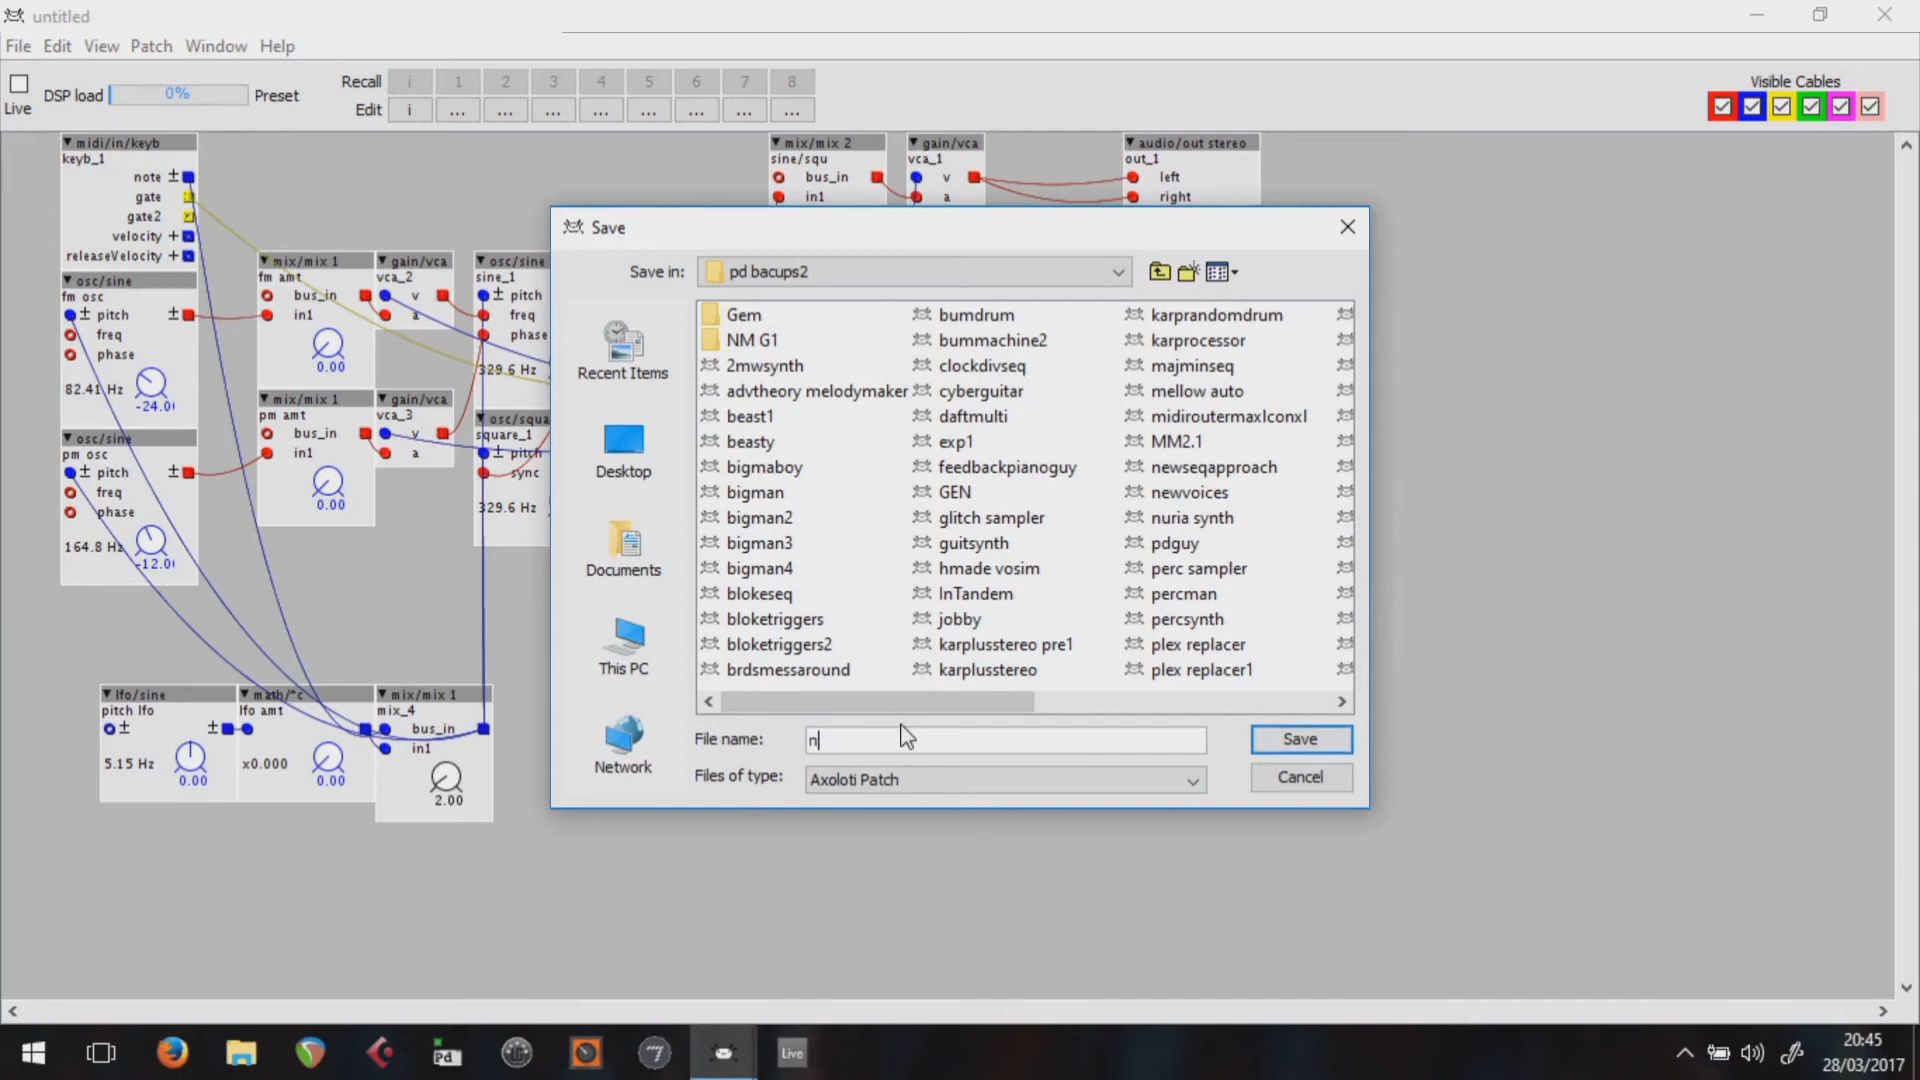 untitled
File Edit View Patch Window Help
Live
DSP load 0% Preset
Recall i 1 2 3 4 5 6 7 8
Edit i ... ... ... ... ... ... ... ...
Visible Cables
midi/in/keyb
keyb_1
note ±
gate
gate2
velocity +
releaseVelocity +
osc/sine
fm osc
± pitch ±
freq
phase
82.41 Hz
-24.0
osc/sine
pm osc
± pitch ±
freq
phase
164.8 Hz
-12.0
mix/mix 1
fm amt
bus_in
in1
0.00
gain/vca
vca_2
v
a
mix/mix 1
pm amt
bus_in
in1
0.00
gain/vca
vca_3
v
a
osc/sine
sine_1
± pitch
freq
phase
329.6 Hz
osc/squa
square_1
± pitch
sync
329.6 Hz
mix/mix 2
sine/squ
bus_in
in1
gain/vca
vca_1
v
a
audio/out stereo
out_1
left
right
lfo/sine
pitch lfo
± ±
5.15 Hz
0.00
math/*c
lfo amt
x0.000
0.00
mix/mix 1
mix_4
bus_in
in1
2.00
Save
Save in: pd bacups2
Recent Items
Desktop
Documents
This PC
Network
Gem
NM G1
2mwsynth
advtheory melodymaker
beast1
beasty
bigmaboy
bigman
bigman2
bigman3
bigman4
blokeseq
bloketriggers
bloketriggers2
brdsmessaround
bumdrum
bummachine2
clockdivseq
cyberguitar
daftmulti
exp1
feedbackpianoguy
GEN
glitch sampler
guitsynth
hmade vosim
InTandem
jobby
karplusstereo pre1
karplusstereo
karprandomdrum
karprocessor
majminseq
mellow auto
midiroutermaxIconxI
MM2.1
newseqapproach
newvoices
nuria synth
pdguy
perc sampler
percman
percsynth
plex replacer
plex replacer1
File name: n
Save
Files of type: Axoloti Patch
Cancel
Pd
Live
20:45
28/03/2017